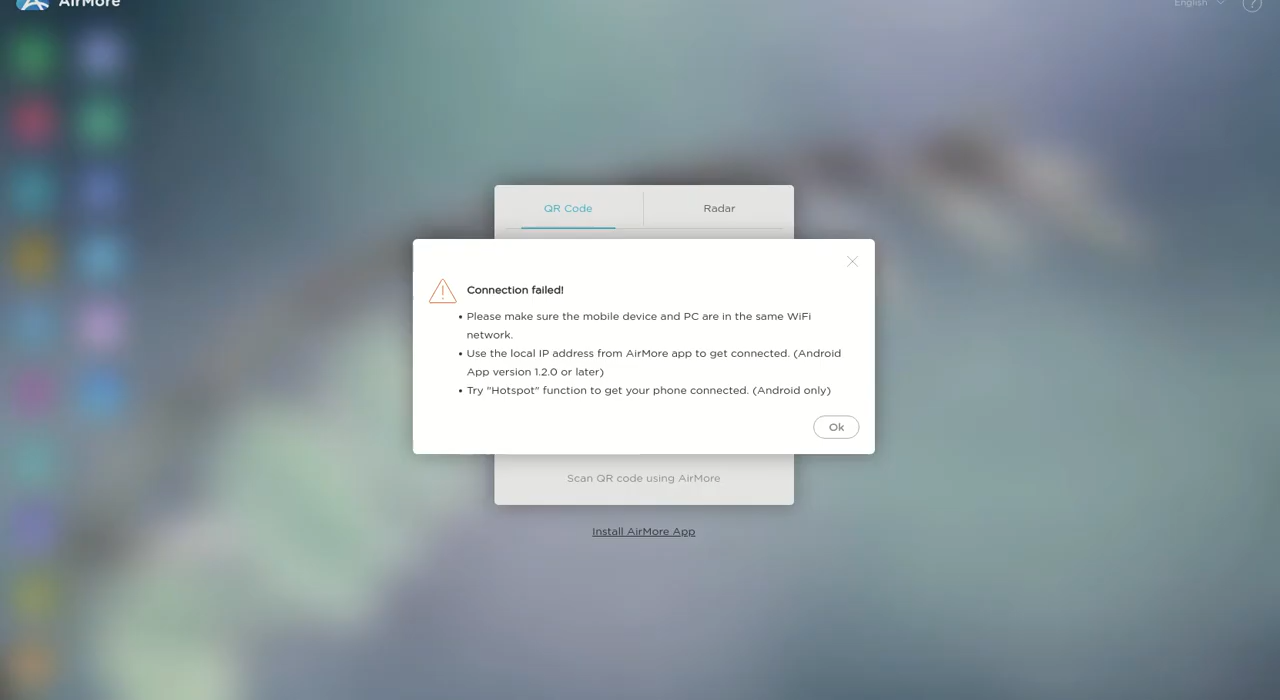 AirMore
English
?
QR Code
Radar
Connection failed!
• Please make sure the mobile device and PC are in the same WiFi
network.
• Use the local IP address from AirMore app to get connected. (Android
App version 1.2.0 or later)
• Try "Hotspot" function to get your phone connected. (Android only)
Ok
Scan QR code using AirMore
Install AirMore App